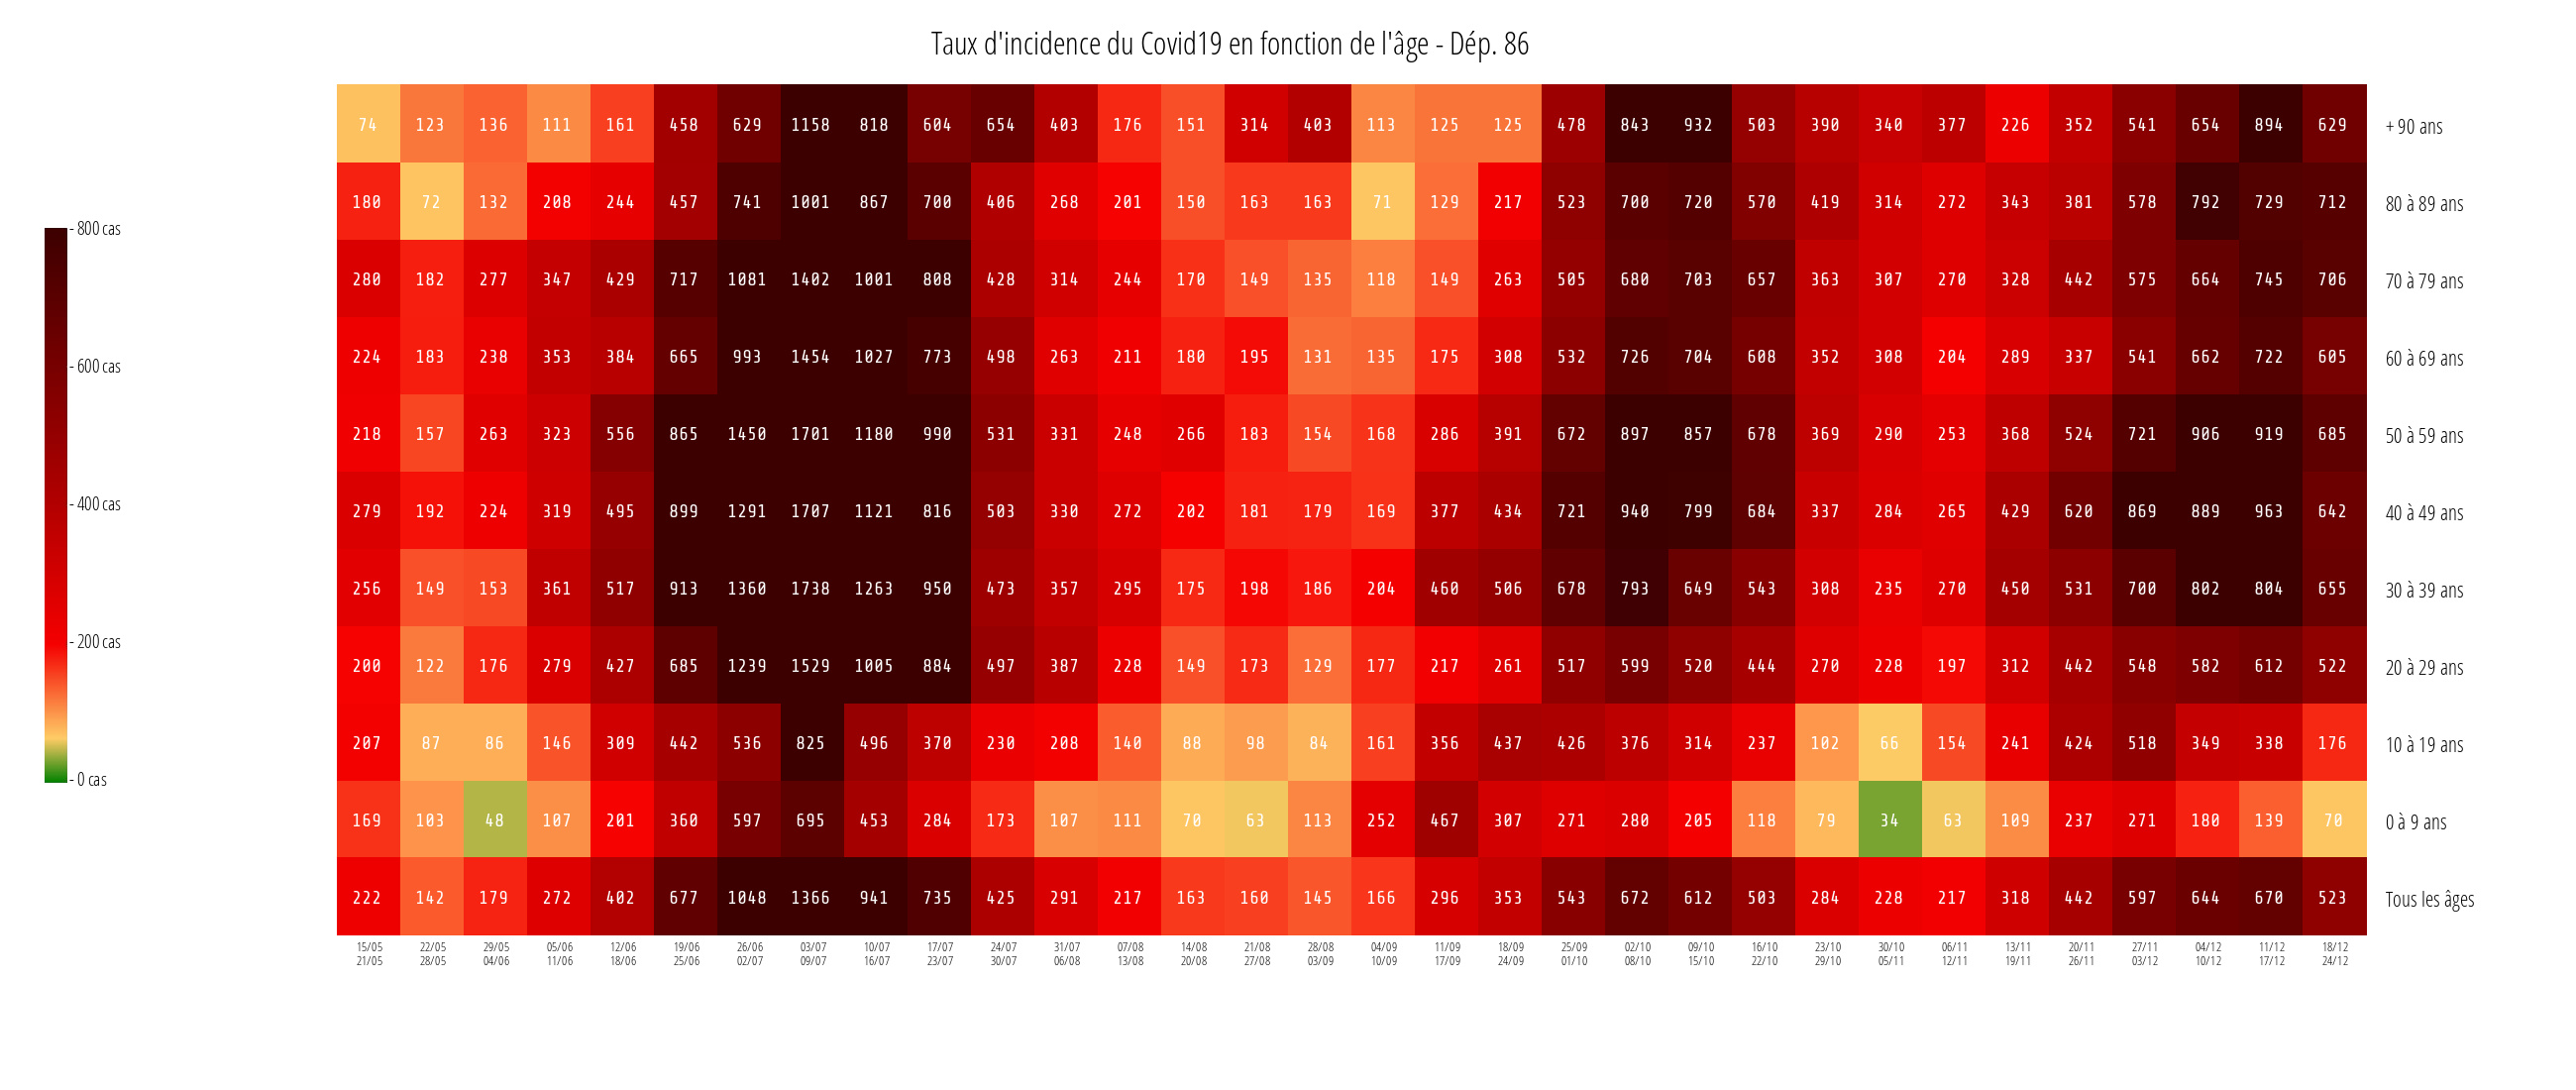 Taux d'incidence du Covid19 en fonction de l'âge - Dép. 86
74 123 136 111 161 458 629 1158 818 604 654 403 176 151 314 403 113 125 125 478 843 932 503 390 340 377 226 352 541 654 894 629 + 90 ans
180 72 132 208 244 457 741 1001 867 700 406 268 201 150 163 163 71 129 217 523 700 720 570 419 314 272 343 381 578 792 729 712 80 à 89 ans
280 182 277 347 429 717 1081 1402 1001 808 428 314 244 170 149 135 118 149 263 505 680 703 657 363 307 270 328 442 575 664 745 706 70 à 79 ans
224 183 238 353 384 665 993 1454 1027 773 498 263 211 180 195 131 135 175 308 532 726 704 608 352 308 204 289 337 541 662 722 605 60 à 69 ans
218 157 263 323 556 865 1450 1701 1180 990 531 331 248 266 183 154 168 286 391 672 897 857 678 369 290 253 368 524 721 906 919 685 50 à 59 ans
279 192 224 319 495 899 1291 1707 1121 816 503 330 272 202 181 179 169 377 434 721 940 799 684 337 284 265 429 620 869 889 963 642 40 à 49 ans
256 149 153 361 517 913 1360 1738 1263 950 473 357 295 175 198 186 204 460 506 678 793 649 543 308 235 270 450 531 700 802 804 655 30 à 39 ans
200 122 176 279 427 685 1239 1529 1005 884 497 387 228 149 173 129 177 217 261 517 599 520 444 270 228 197 312 442 548 582 612 522 20 à 29 ans
207 87 86 146 309 442 536 825 496 370 230 208 140 88 98 84 161 356 437 426 376 314 237 102 66 154 241 424 518 349 338 176 10 à 19 ans
169 103 48 107 201 360 597 695 453 284 173 107 111 70 63 113 252 467 307 271 280 205 118 79 34 63 109 237 271 180 139 70 0 à 9 ans
222 142 179 272 402 677 1048 1366 941 735 425 291 217 163 160 145 166 296 353 543 672 612 503 284 228 217 318 442 597 644 670 523 Tous les âges
15/05 22/05 29/05 05/06 12/06 19/06 26/06 03/07 10/07 17/07 24/07 31/07 07/08 14/08 21/08 28/08 04/09 11/09 18/09 25/09 02/10 09/10 16/10 23/10 30/10 06/11 13/11 20/11 27/11 04/12 11/12 18/12
21/05 28/05 04/06 11/06 18/06 25/06 02/07 09/07 16/07 23/07 30/07 06/08 13/08 20/08 27/08 03/09 10/09 17/09 24/09 01/10 08/10 15/10 22/10 29/10 05/11 12/11 19/11 26/11 03/12 10/12 17/12 24/12
- 800 cas
- 600 cas
- 400 cas
- 200 cas
- 0 cas